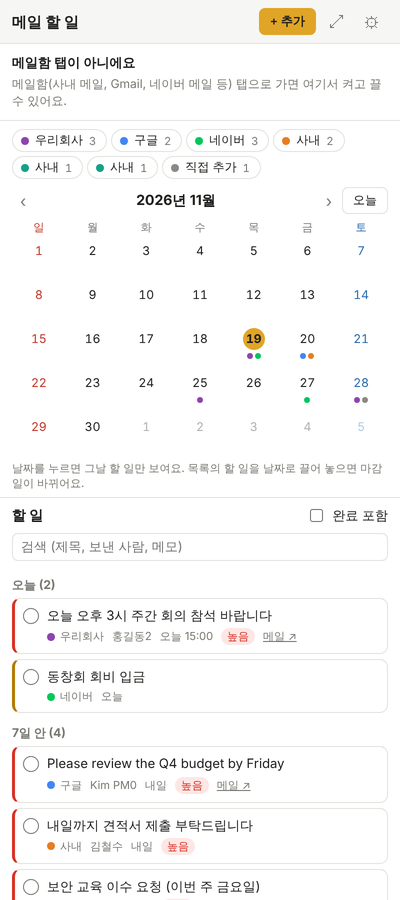 메일 할 일
+ 추가
메일함 탭이 아니에요
메일함(사내 메일, Gmail, 네이버 메일 등) 탭으로 가면 여기서 켜고 끌
수 있어요.
우리회사 3 구글 2 네이버 3 사내 2
사내 1 사내 1 직접 추가 1
‹ 2026년 11월 › 오늘
일 월 화 수 목 금 토
1 2 3 4 5 6 7
8 9 10 11 12 13 14
15 16 17 18 19 20 21
22 23 24 25 26 27 28
29 30 1 2 3 4 5
날짜를 누르면 그날 할 일만 보여요. 목록의 할 일을 날짜로 끌어 놓으면 마감
일이 바뀌어요.
할 일 완료 포함
검색 (제목, 보낸 사람, 메모)
오늘 (2)
오늘 오후 3시 주간 회의 참석 바랍니다
우리회사 홍길동2 오늘 15:00 높음 메일 ↗
동창회 회비 입금
네이버 오늘
7일 안 (4)
Please review the Q4 budget by Friday
구글 Kim PM0 내일 높음 메일 ↗
내일까지 견적서 제출 부탁드립니다
사내 김철수 내일 높음
보안 교육 이수 요청 (이번 주 금요일)